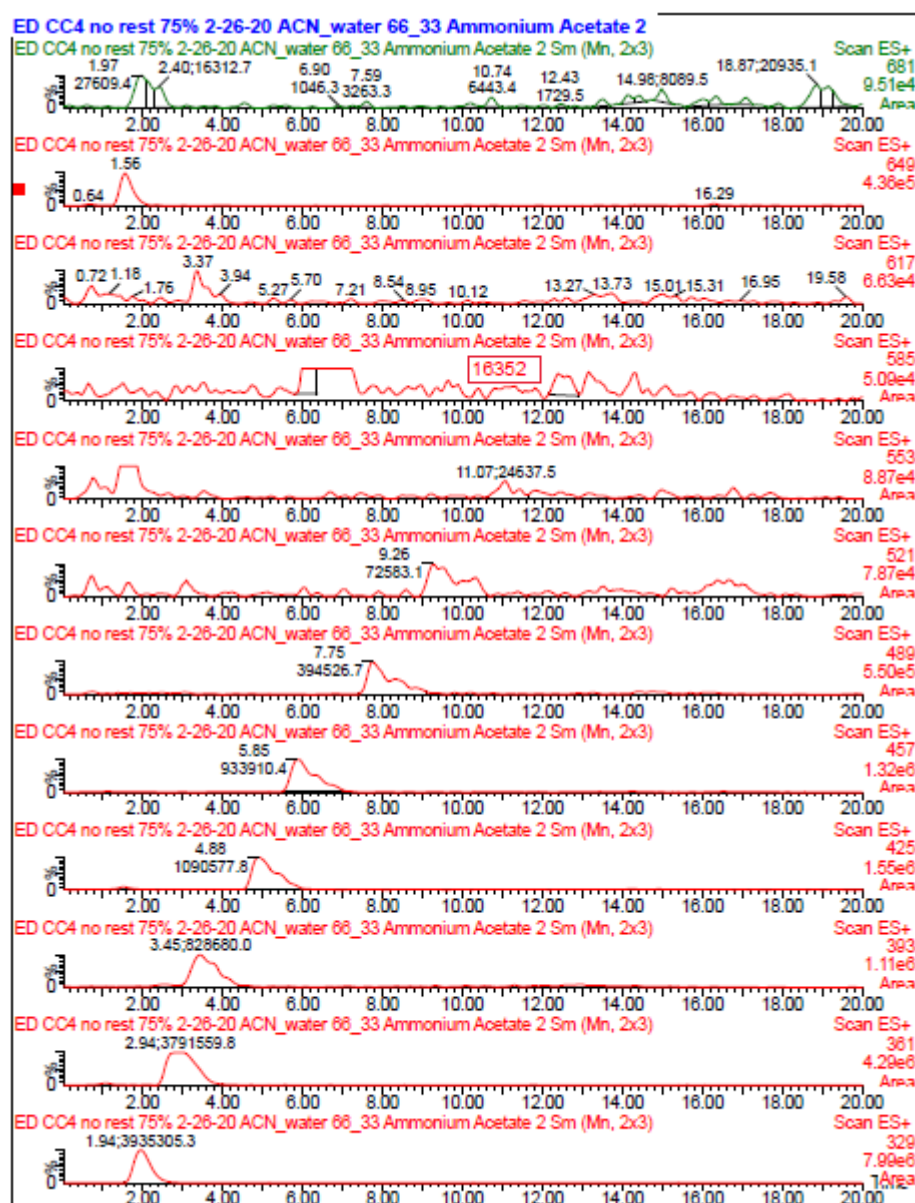 ED CC4 no rest 75% 2-26-20 ACN_water 66_33 Ammonium Acetate 2
ED CC4 no rest 75% 2-26-20 ACN_water 66_33 Ammonium Acetate 2 Sm (Mn, 2x3) Scan ES+
1.97 2.40;16312.7 6.90 7.59 10.74 12.43 14.98;8089.5 18.87;20935.1 681
27609.4 1046.3 3263.3 6443.4 1729.5 9.51e4
Area
% 0
2.00 4.00 6.00 8.00 10.00 12.00 14.00 16.00 18.00 20.00
ED CC4 no rest 75% 2-26-20 ACN_water 66_33 Ammonium Acetate 2 Sm (Mn, 2x3) Scan ES+
1.56 649
0.64 16.29 4.36e5
% 0
2.00 4.00 6.00 8.00 10.00 12.00 14.00 16.00 18.00 20.00
ED CC4 no rest 75% 2-26-20 ACN_water 66_33 Ammonium Acetate 2 Sm (Mn, 2x3) Scan ES+
3.37 617
0.72 1.18 1.76 3.94 5.27 5.70 7.21 8.54 8.95 10.12 13.27 13.73 15.01 15.31 16.95 19.58 6.63e4
% 0
2.00 4.00 6.00 8.00 10.00 12.00 14.00 16.00 18.00 20.00
ED CC4 no rest 75% 2-26-20 ACN_water 66_33 Ammonium Acetate 2 Sm (Mn, 2x3) Scan ES+
16352 585
5.09e4
Area
% 0
2.00 4.00 6.00 8.00 10.00 12.00 14.00 16.00 18.00 20.00
ED CC4 no rest 75% 2-26-20 ACN_water 66_33 Ammonium Acetate 2 Sm (Mn, 2x3) Scan ES+
11.07;24637.5 553
8.87e4
Area
% 0
2.00 4.00 6.00 8.00 10.00 12.00 14.00 16.00 18.00 20.00
ED CC4 no rest 75% 2-26-20 ACN_water 66_33 Ammonium Acetate 2 Sm (Mn, 2x3) Scan ES+
9.26 521
72583.1 7.87e4
Area
% 0
2.00 4.00 6.00 8.00 10.00 12.00 14.00 16.00 18.00 20.00
ED CC4 no rest 75% 2-26-20 ACN_water 66_33 Ammonium Acetate 2 Sm (Mn, 2x3) Scan ES+
7.75 489
394526.7 5.50e5
Area
% 0
2.00 4.00 6.00 8.00 10.00 12.00 14.00 16.00 18.00 20.00
ED CC4 no rest 75% 2-26-20 ACN_water 66_33 Ammonium Acetate 2 Sm (Mn, 2x3) Scan ES+
5.85 457
933910.4 1.32e6
Area
% 0
2.00 4.00 6.00 8.00 10.00 12.00 14.00 16.00 18.00 20.00
ED CC4 no rest 75% 2-26-20 ACN_water 66_33 Ammonium Acetate 2 Sm (Mn, 2x3) Scan ES+
4.88 425
1090577.8 1.55e6
Area
% 0
2.00 4.00 6.00 8.00 10.00 12.00 14.00 16.00 18.00 20.00
ED CC4 no rest 75% 2-26-20 ACN_water 66_33 Ammonium Acetate 2 Sm (Mn, 2x3) Scan ES+
3.45;828680.0 393
1.11e6
Area
% 0
2.00 4.00 6.00 8.00 10.00 12.00 14.00 16.00 18.00 20.00
ED CC4 no rest 75% 2-26-20 ACN_water 66_33 Ammonium Acetate 2 Sm (Mn, 2x3) Scan ES+
2.94;3791559.8 361
4.29e6
Area
% 0
2.00 4.00 6.00 8.00 10.00 12.00 14.00 16.00 18.00 20.00
ED CC4 no rest 75% 2-26-20 ACN_water 66_33 Ammonium Acetate 2 Sm (Mn, 2x3) Scan ES+
1.94;3935305.3 329
7.99e6
Area
% 0
2.00 4.00 6.00 8.00 10.00 12.00 14.00 16.00 18.00 20.00